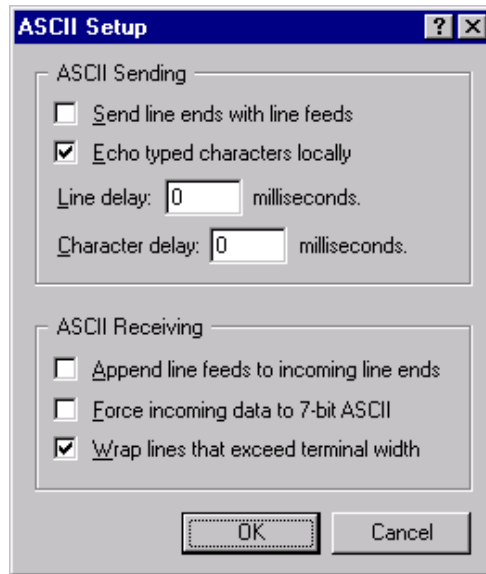 ASCII Setup
ASCII Sending
Send line ends with line feeds
Echo typed characters locally
Line delay: 0 milliseconds.
Character delay: 0 milliseconds.
ASCII Receiving
Append line feeds to incoming line ends
Force incoming data to 7-bit ASCII
Wrap lines that exceed terminal width
OK Cancel